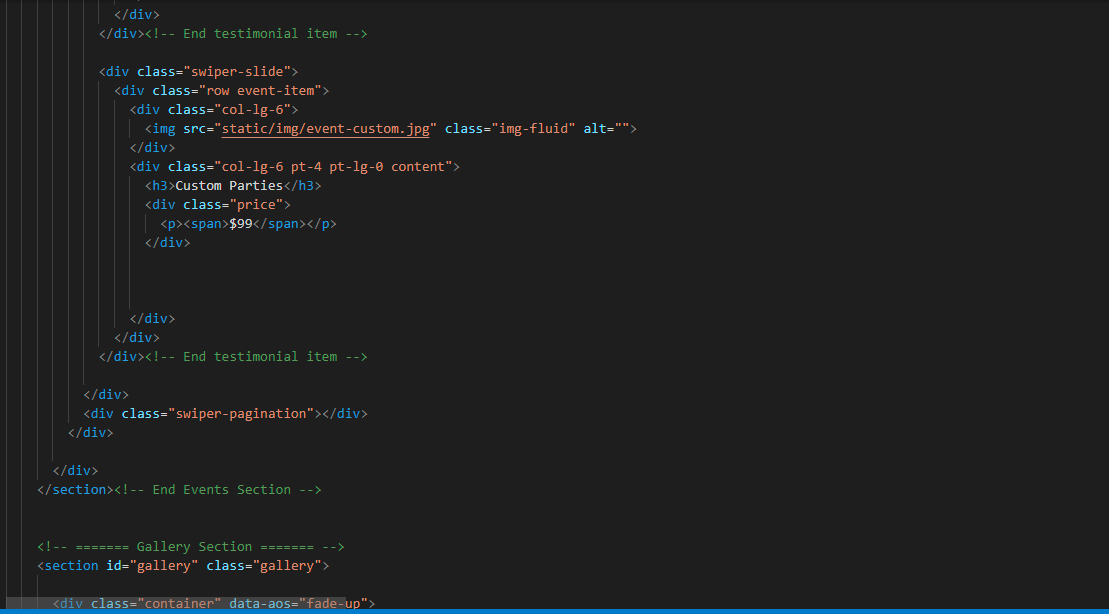 </div>
</div><!-- End testimonial item -->
<div class="swiper-slide">
<div class="row event-item">
<div class="col-lg-6">
<img src="static/img/event-custom.jpg" class="img-fluid" alt="">
</div>
<div class="col-lg-6 pt-4 pt-lg-0 content">
<h3>Custom Parties</h3>
<div class="price">
<p><span>$99</span></p>
</div>
</div>
</div>
</div><!-- End testimonial item -->
</div>
<div class="swiper-pagination"></div>
</div>
</div>
</section><!-- End Events Section -->
<!-- ======= Gallery Section ======= -->
<section id="gallery" class="gallery">
<div class="container" data-aos="fade-up">